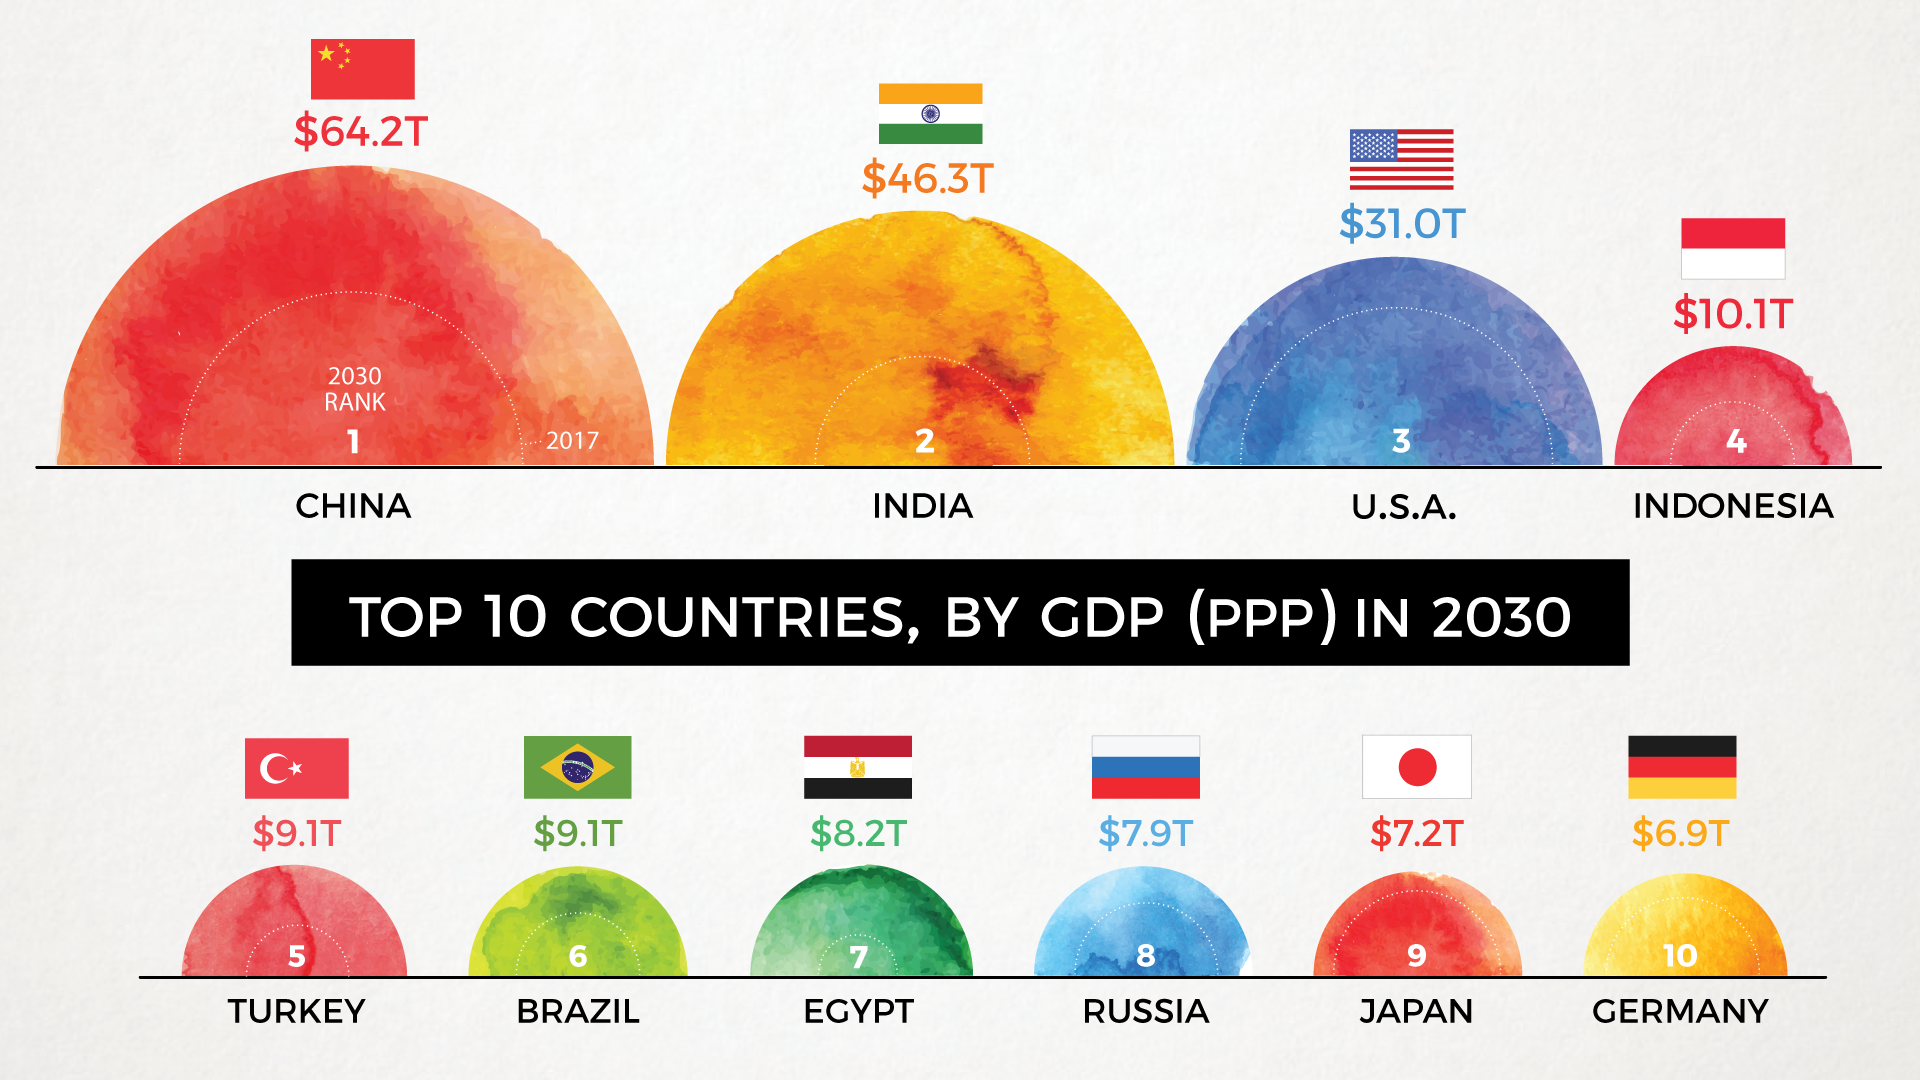 $64.2T
$46.3T
$31.0T
$10.1T
2030
RANK
1
2017
2
3
4
CHINA
INDIA
U.S.A.
INDONESIA
TOP 10 COUNTRIES, BY GDP (PPP) IN 2030
$9.1T
$9.1T
$8.2T
$7.9T
$7.2T
$6.9T
5
6
7
8
9
10
TURKEY
BRAZIL
EGYPT
RUSSIA
JAPAN
GERMANY